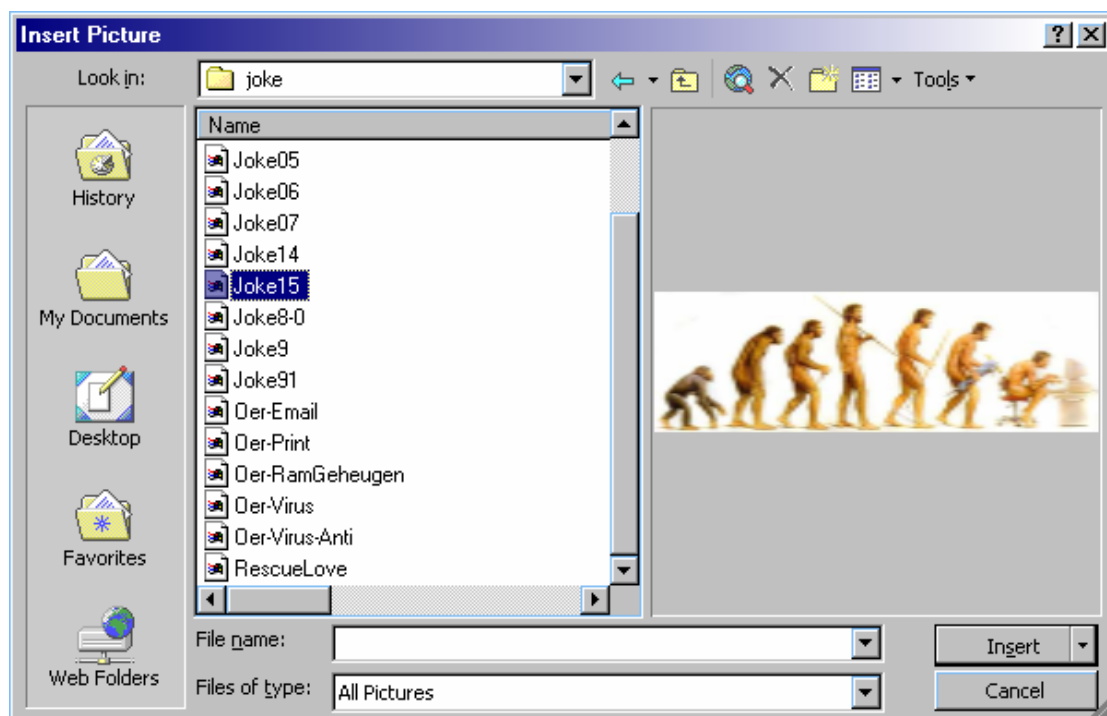 Insert Picture
Look in:
joke
Tools
History
My Documents
Desktop
Favorites
Web Folders
Name
Joke05
Joke06
Joke07
Joke14
Joke15
Joke8-0
Joke9
Joke91
Oer-Email
Oer-Print
Oer-RamGeheugen
Oer-Virus
Oer-Virus-Anti
RescueLove
File name:
Insert
Files of type:
All Pictures
Cancel